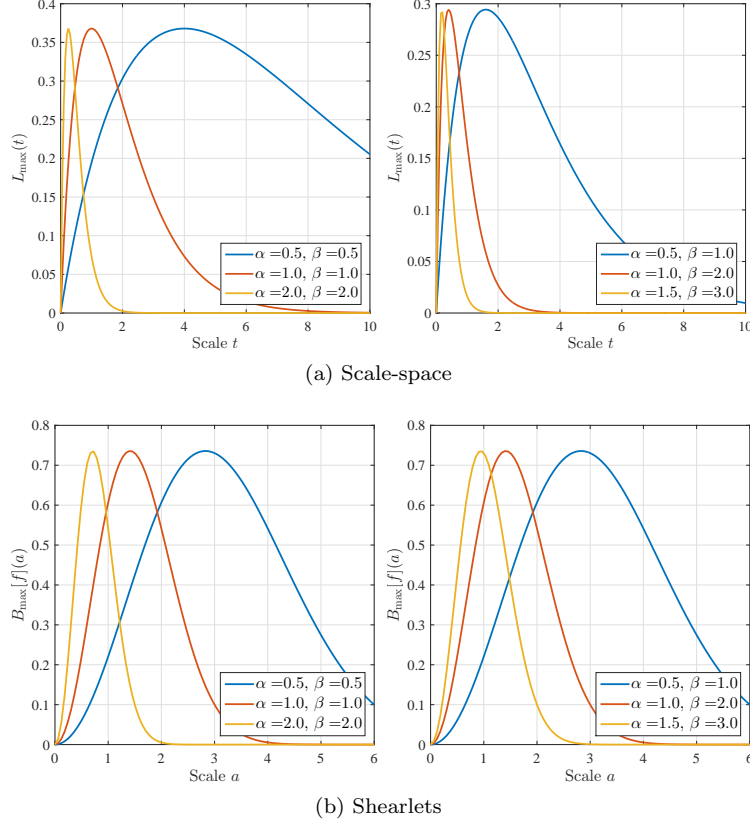 0.4
0.35
0.3
0.25
0.2
0.15
0.1
0.05
0
L_max(t)
α =0.5, β =0.5
α =1.0, β =1.0
α =2.0, β =2.0
0 2 4 6 8 10
Scale t
0.3
0.25
0.2
0.15
0.1
0.05
0
L_max(t)
α =0.5, β =1.0
α =1.0, β =2.0
α =1.5, β =3.0
0 2 4 6 8 10
Scale t
(a) Scale-space
0.8
0.7
0.6
0.5
0.4
0.3
0.2
0.1
0
B_max[f](a)
α =0.5, β =0.5
α =1.0, β =1.0
α =2.0, β =2.0
0 1 2 3 4 5 6
Scale a
0.8
0.7
0.6
0.5
0.4
0.3
0.2
0.1
0
B_max[f](a)
α =0.5, β =1.0
α =1.0, β =2.0
α =1.5, β =3.0
0 1 2 3 4 5 6
Scale a
(b) Shearlets